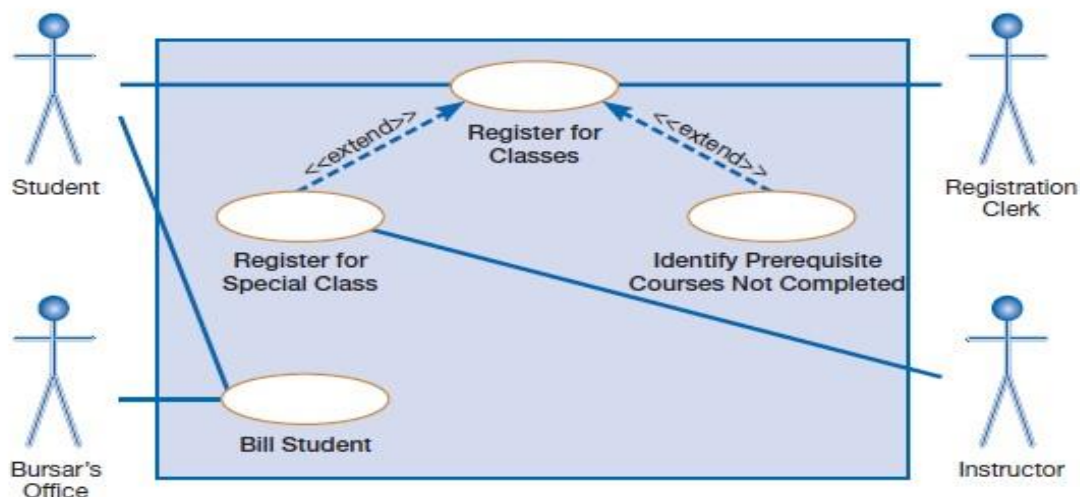 Register for
Classes
<<extend>>
<<extend>>
Student
Registration
Clerk
Register for
Special Class
Identify Prerequisite
Courses Not Completed
Bill Student
Bursar's
Office
Instructor